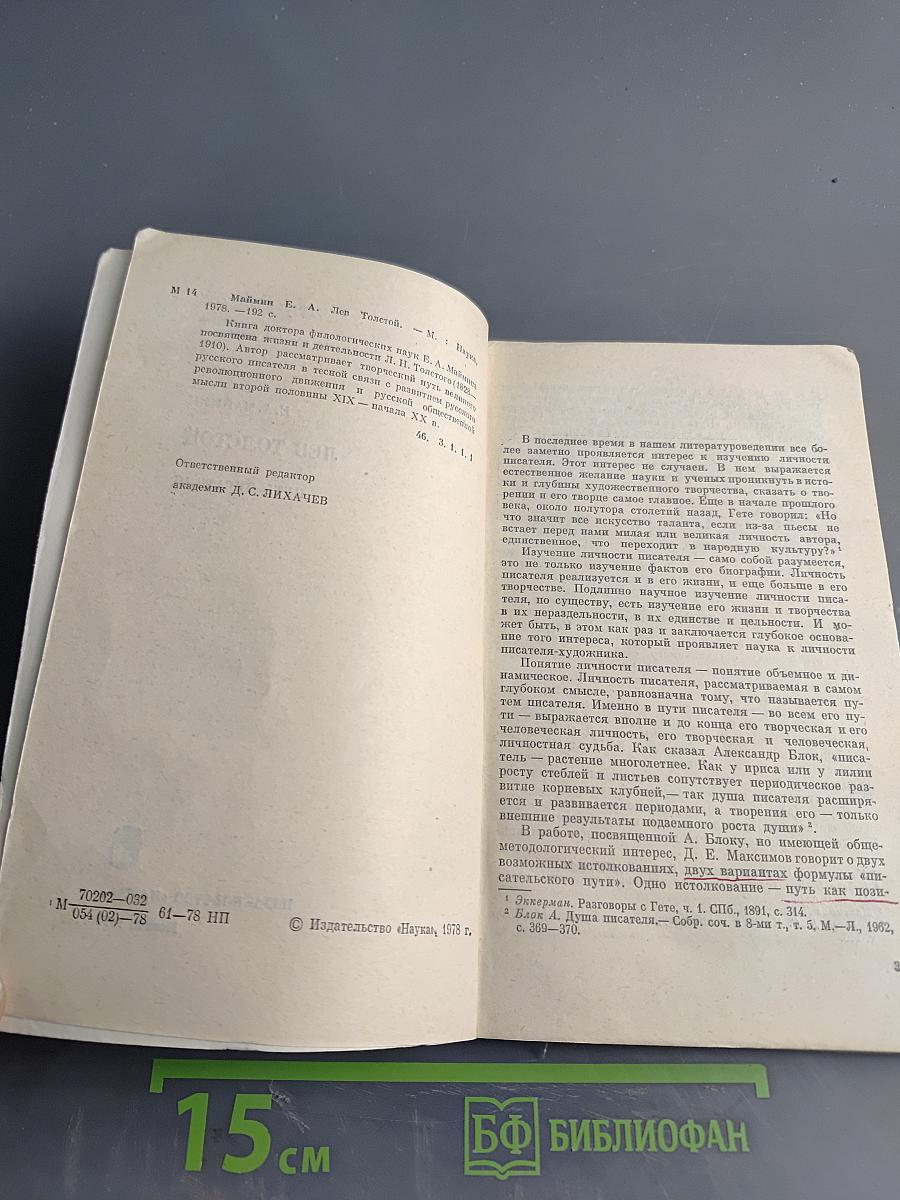 М 14
Маймин Е. А. Лев Толстой. — М. : Наука,
1978. —192 с.
Книга доктора филологических наук Е. А. Маймина
посвящена жизни и деятельности Л. Н. Толстого (1828—
1910). Автор рассматривает творческий путь великого
русского писателя в тесной связи с развитием русского
революционного движения и русской общественной
мысли второй половины XIX — начала XX в.
46. 3. 1. 4. 1
Ответственный редактор
академик Д. С. ЛИХАЧЕВ
М 70202—032
054 (02)—78 61—78 НП
© Издательство «Наука», 1978 г.
В последнее время в нашем литературоведении все бо-
лее заметно проявляется интерес к изучению личности
писателя. Этот интерес не случаен. В нем выражается
естественное желание науки и ученых проникнуть в исто-
ки и глубины художественного творчества, сказать о тво-
рении и его творце самое главное. Еще в начале прошлого
века, около полутора столетий назад, Гете говорил: «Но
что значит все искусство таланта, если из-за пьесы не
встает перед нами милая или великая личность автора,
единственное, что переходит в народную культуру?» 1
Изучение личности писателя — само собой разумеется,
это не только изучение фактов его биографии. Личность
писателя реализуется и в его жизни, и еще больше в его
творчестве. Подлинно научное изучение личности писа-
теля, по существу, есть изучение его жизни и творчества
в их нераздельности, в их единстве и цельности. И мо-
жет быть, в этом как раз и заключается глубокое основа-
ние того интереса, который проявляет наука к личности
писателя-художника.
Понятие личности писателя — понятие объемное и ди-
намическое. Личность писателя, рассматриваемая в самом
глубоком смысле, равнозначна тому, что называется пу-
тем писателя. Именно в пути писателя — во всем его пу-
ти — выражается вполне и до конца его творческая и его
человеческая личность, его творческая и человеческая,
личностная судьба. Как сказал Александр Блок, «писа-
тель — растение многолетнее. Как у ириса или у лилии
росту стеблей и листьев сопутствует периодическое раз-
витие корневых клубней,— так душа писателя расширя-
ется и развивается периодами, а творения его — только
внешние результаты подземного роста души» 2.
В работе, посвященной А. Блоку, но имеющей обще-
методологический интерес, Д. Е. Максимов говорит о двух
возможных истолкованиях, двух вариантах формулы «пи-
сательского пути». Одно истолкование — путь как пози-
1 Эккерман. Разговоры с Гете, ч. 1. СПб., 1891, с. 314.
2 Блок А. Душа писателя.— Собр. соч. в 8-ми т., т. 5, М.—Л., 1962,
с. 369—370.
3
15 см
БФ БИБЛИОФАН